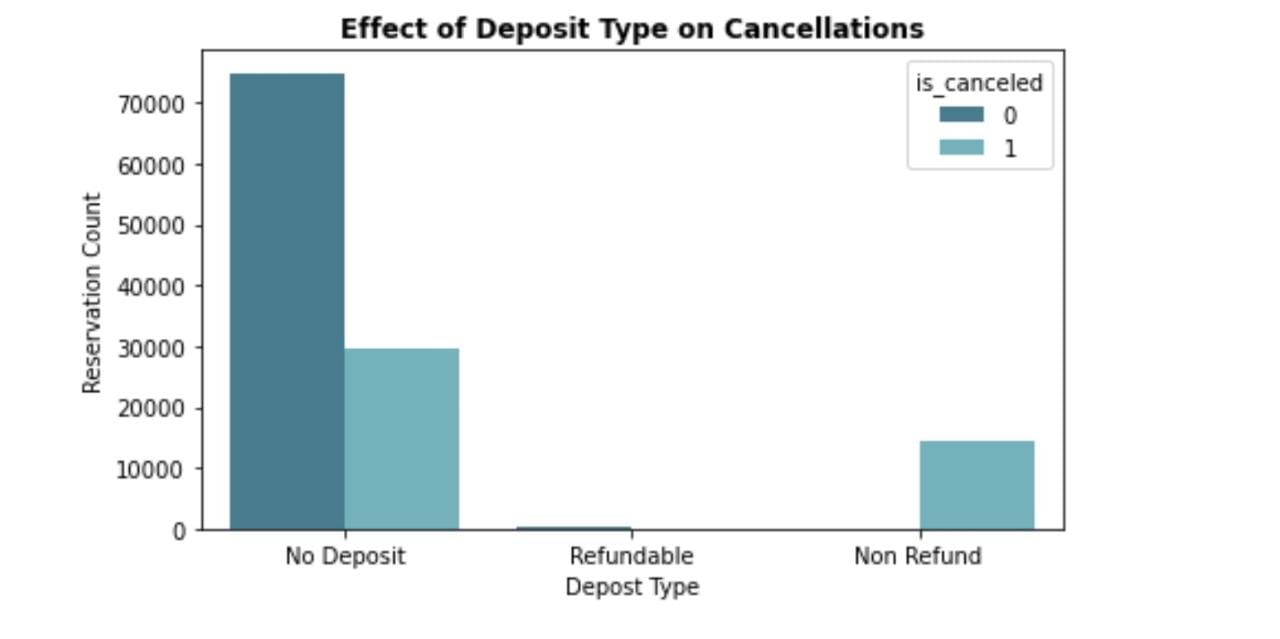 Effect of Deposit Type on Cancellations
is_canceled
0
1
Reservation Count
70000
60000
50000
40000
30000
20000
10000
0
No Deposit
Refundable
Non Refund
Depost Type